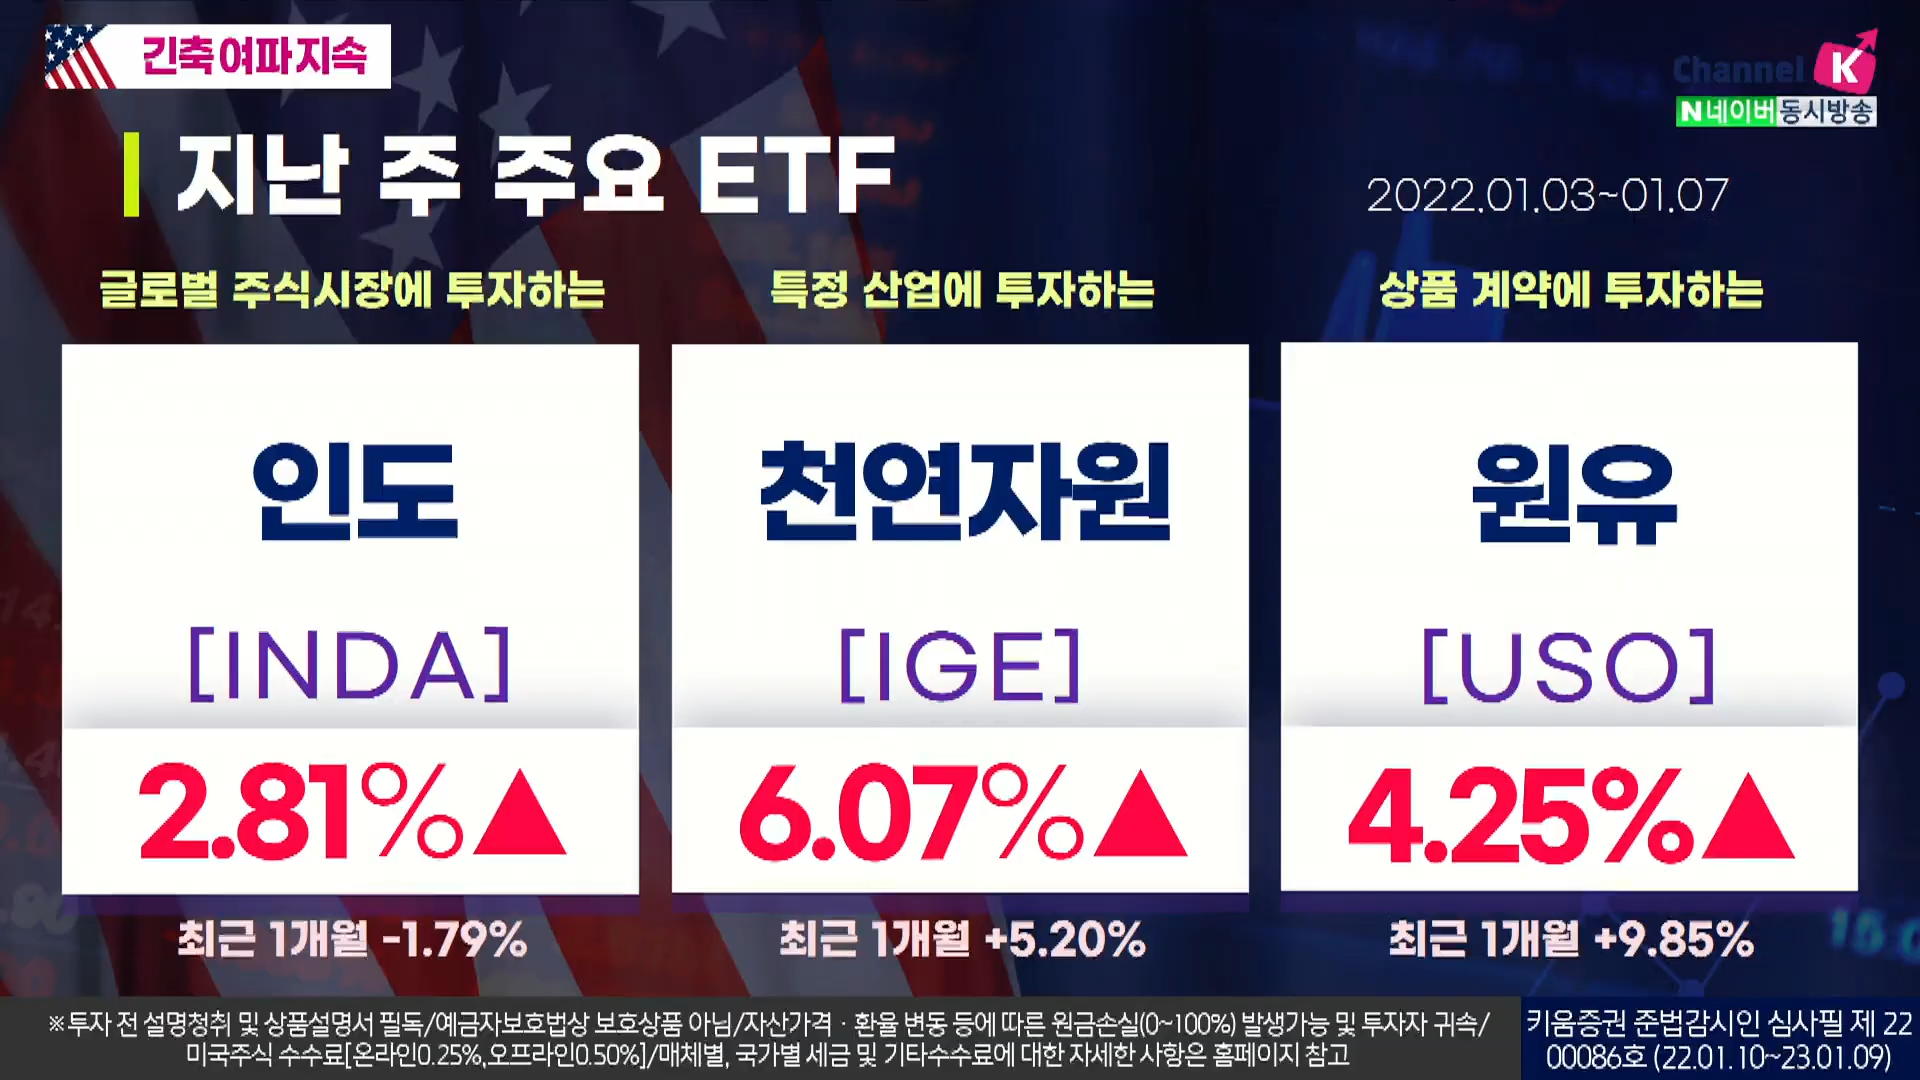 긴축 여파 지속
Channel K
N 네이버 동시방송
지난 주 주요 ETF
2022.01.03~01.07
글로벌 주식시장에 투자하는
특정 산업에 투자하는
상품 계약에 투자하는
인도
[INDA]
2.81%▲
최근 1개월 -1.79%
천연자원
[IGE]
6.07%▲
최근 1개월 +5.20%
원유
[USO]
4.25%▲
최근 1개월 +9.85%
※투자 전 설명청취 및 상품설명서 필독/예금자보호법상 보호상품 아님/자산가격 · 환율 변동 등에 따른 원금손실(0~100%) 발생가능 및 투자자 귀속/
미국주식 수수료[온라인0.25%,오프라인0.50%]/매체별, 국가별 세금 및 기타수수료에 대한 자세한 사항은 홈페이지 참고
키움증권 준법감시인 심사필 제 22
00086호 (22.01.10~23.01.09)